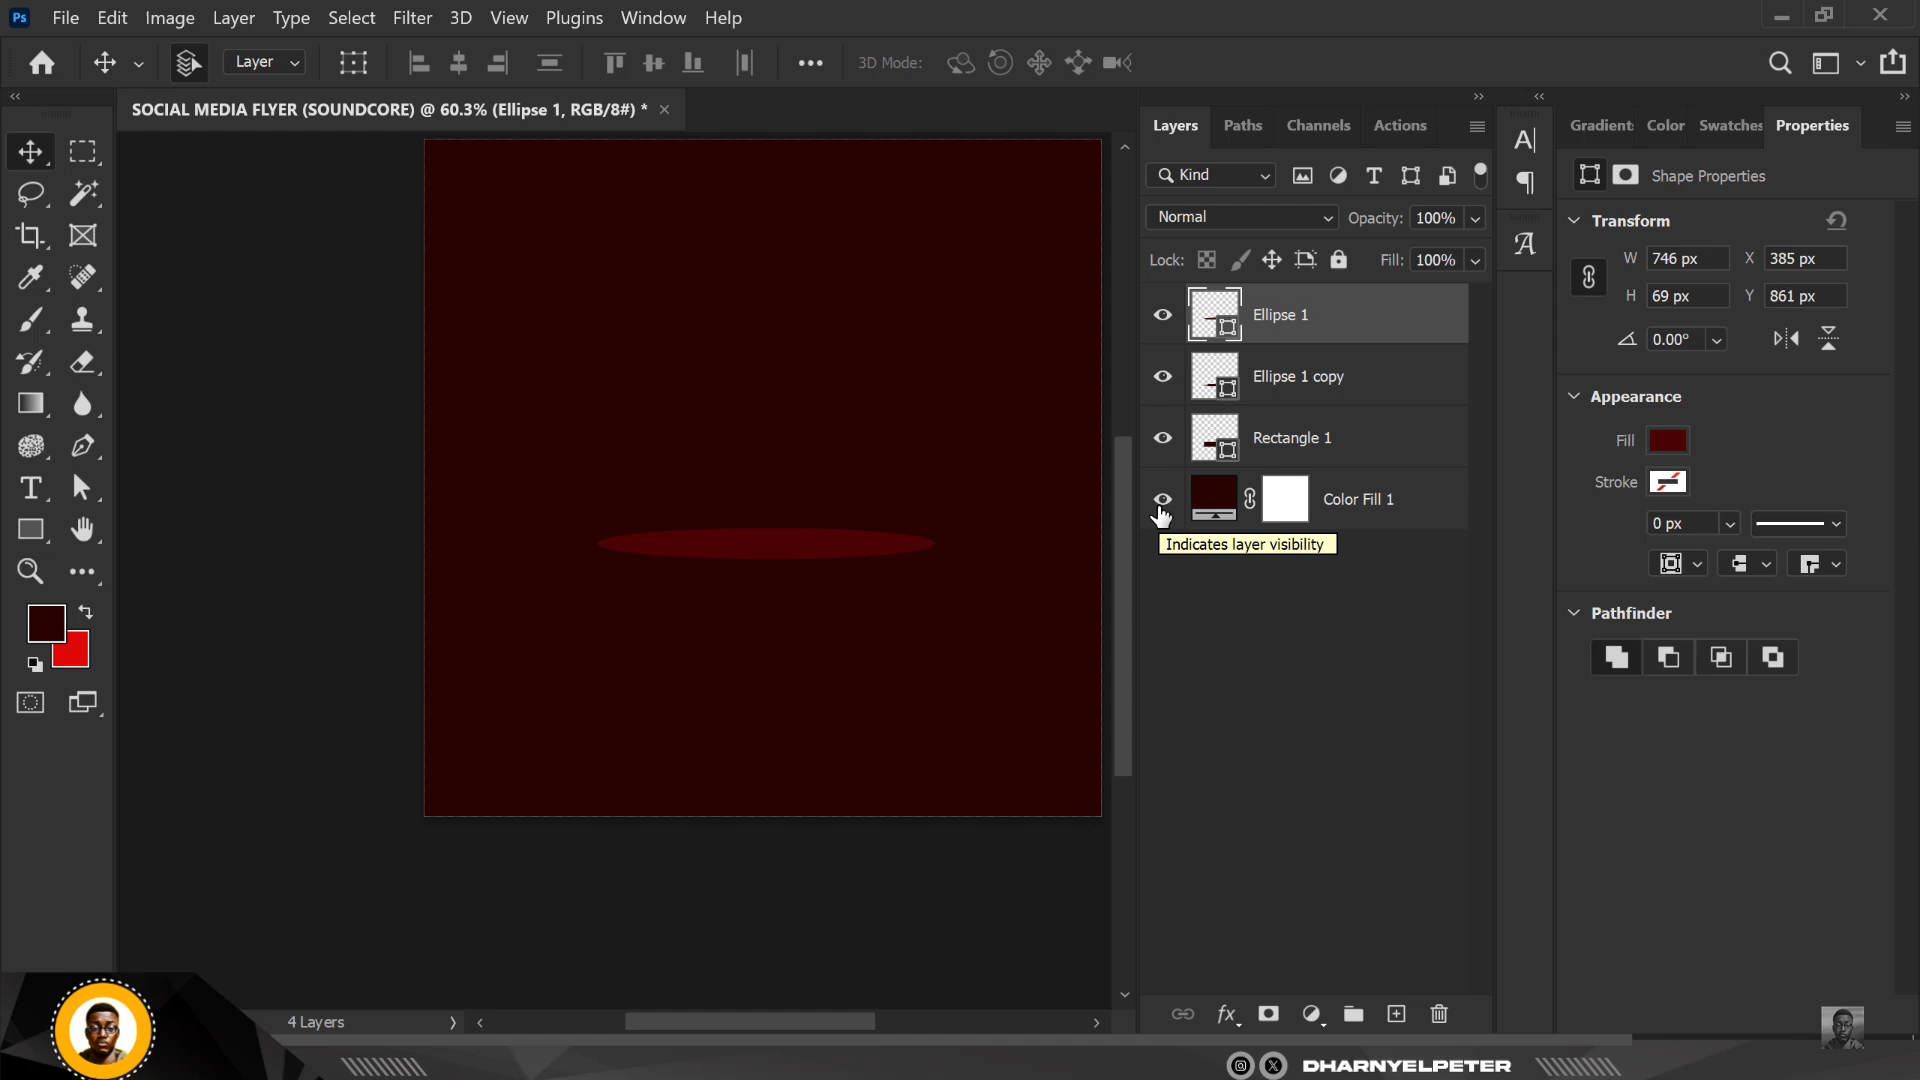 Ps File Edit Image Layer Type Select Filter 3D View Plugins Window Help
Layer 3D Mode:
SOCIAL MEDIA FLYER (SOUNDCORE) @ 60.3% (Ellipse 1, RGB/8#) *
Layers Paths Channels Actions
Gradient Color Swatches Properties
Kind
Shape Properties
Normal Opacity: 100%
Transform
Lock: Fill: 100%
W 746 px X 385 px
H 69 px Y 861 px
0.00°
Ellipse 1
Ellipse 1 copy
Rectangle 1
Color Fill 1
Indicates layer visibility
Appearance
Fill
Stroke
0 px
Pathfinder
4 Layers
fx
DHARNYELPETER